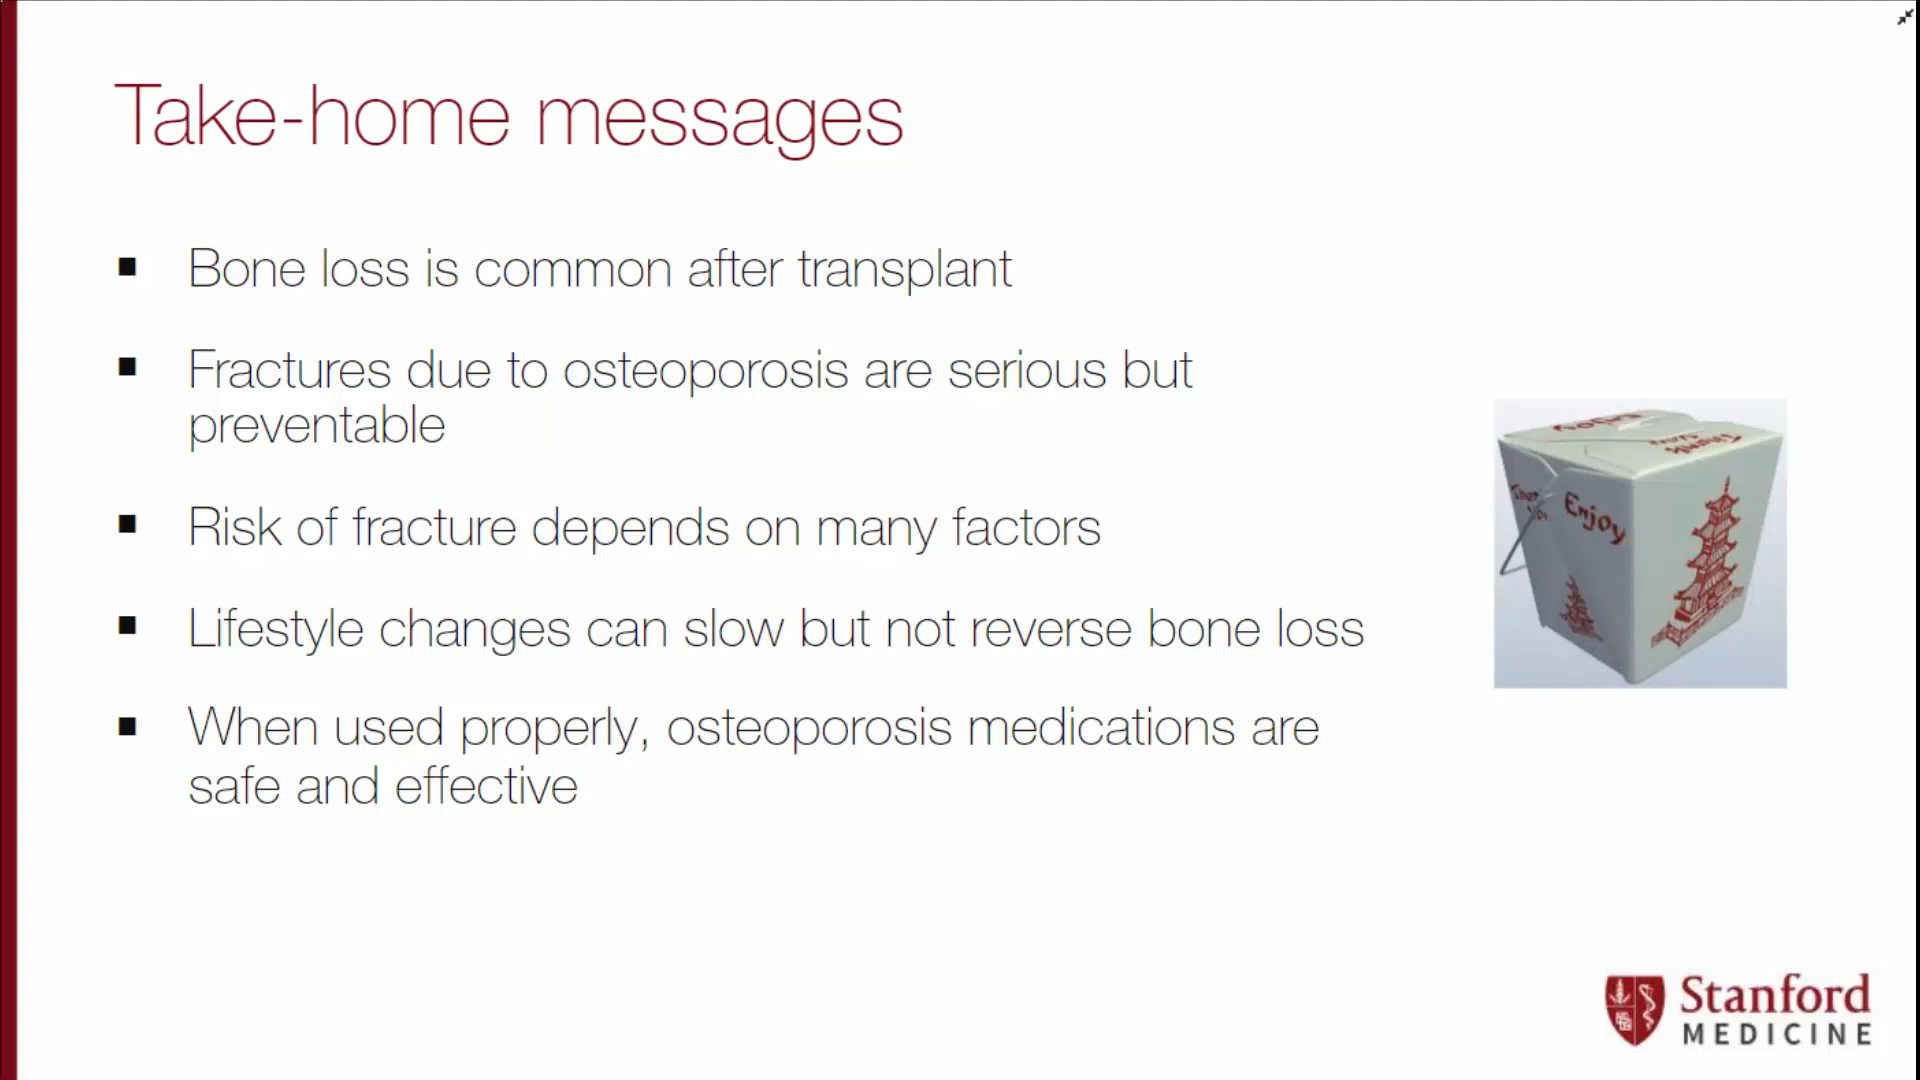 Take-home messages
Bone loss is common after transplant
Fractures due to osteoporosis are serious but
preventable
Risk of fracture depends on many factors
Lifestyle changes can slow but not reverse bone loss
When used properly, osteoporosis medications are
safe and effective
Enjoy
Thank
Enjoy
Stanford
MEDICINE